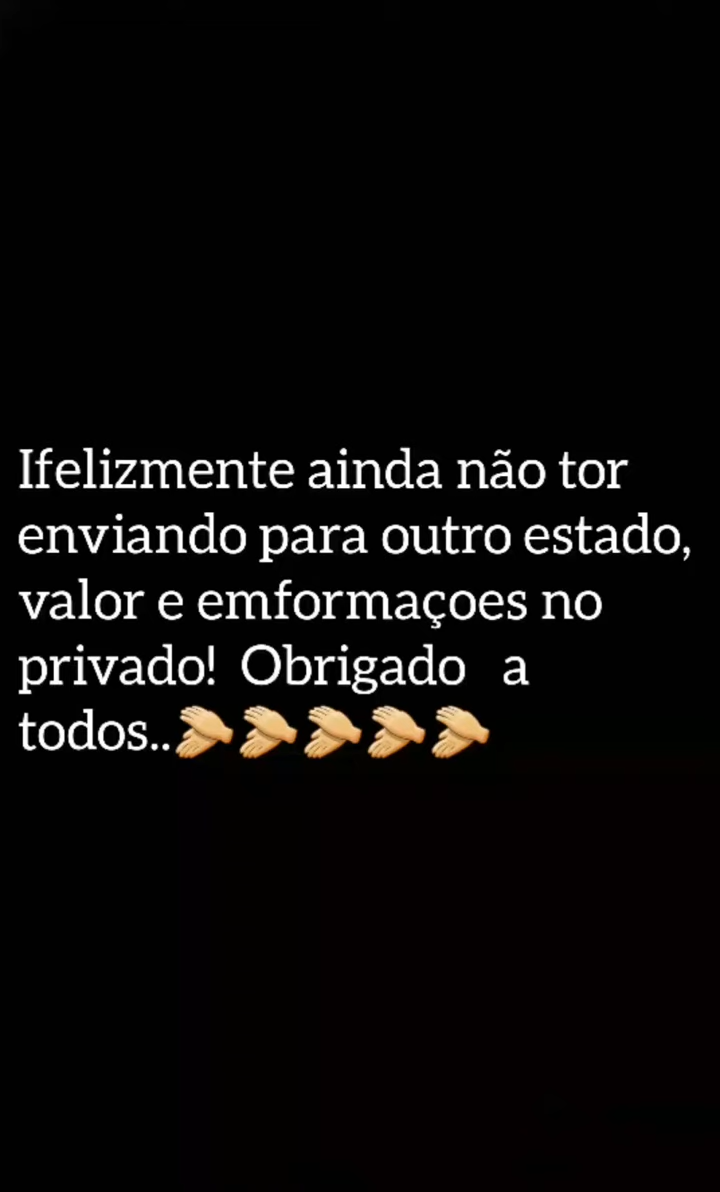 Ifelizmente ainda não tor
enviando para outro estado,
valor e emformaçoes no
privado! Obrigado a
todos..👏👏👏👏👏